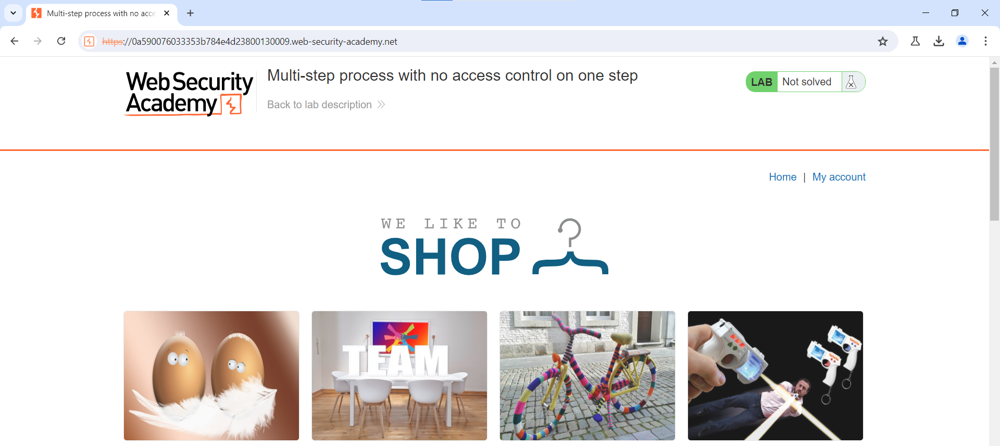 Multi-step process with no acce
https://0a590076033353b784e4d23800130009.web-security-academy.net
Web Security
Academy
Multi-step process with no access control on one step
Back to lab description
LAB Not solved
Home | My account
WE LIKE TO
SHOP
TEAM